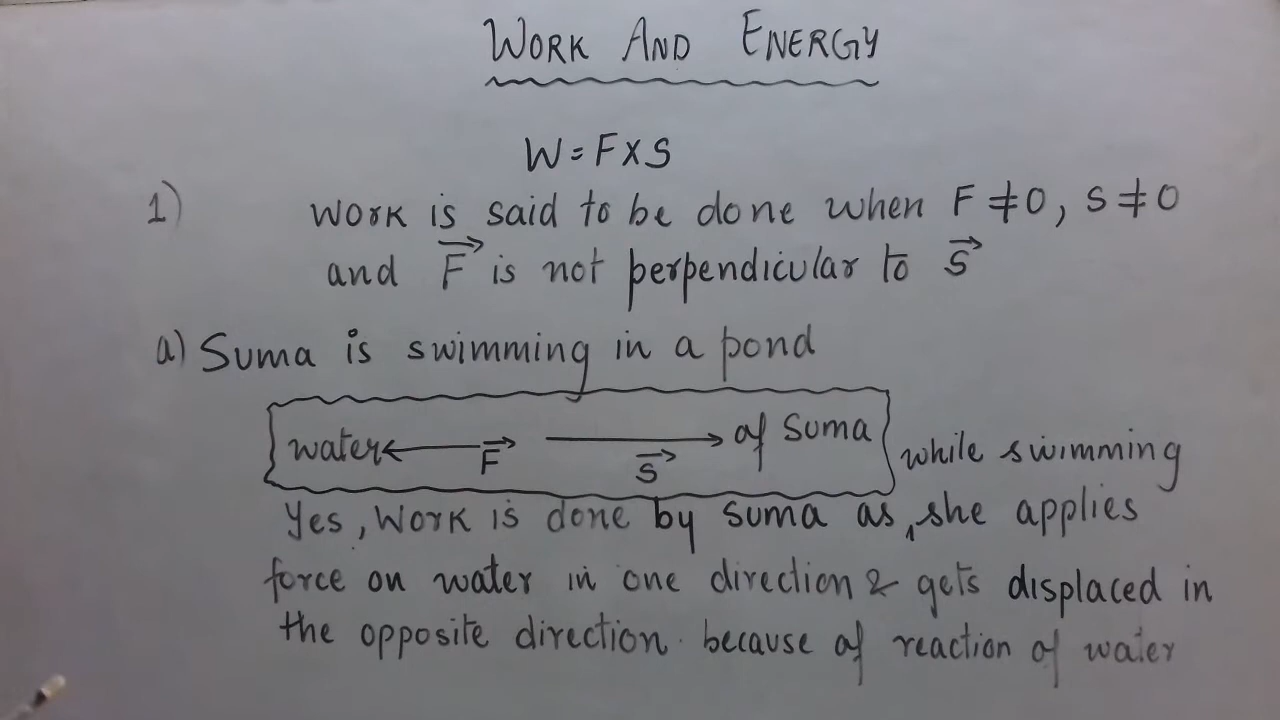 WORK AND ENERGY
W = F X S
1) Work is said to be done when F ≠ 0, S ≠ 0
and F⃗ is not perpendicular to S⃗
a) Suma is swimming in a pond
water ← F⃗ S⃗ → of Suma
while swimming
Yes, Work is done by suma as, she applies
force on water in one direction & gets displaced in
the opposite direction. because of reaction of water